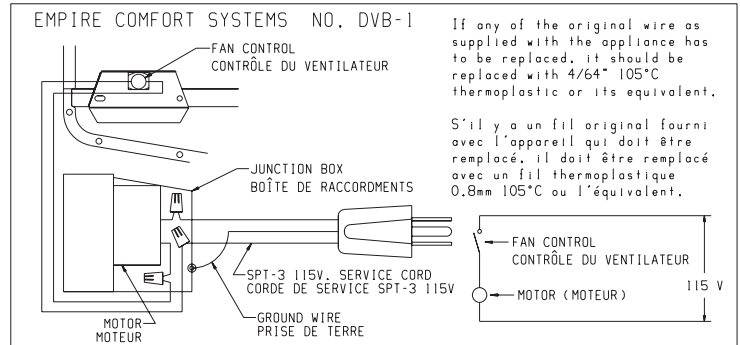 EMPIRE COMFORT SYSTEMS NO. DVB-1
FAN CONTROL
CONTRÔLE DU VENTILATEUR
JUNCTION BOX
BOÎTE DE RACCORDMENTS
SPT-3 115V. SERVICE CORD
CORDE DE SERVICE SPT-3 115V
GROUND WIRE
PRISE DE TERRE
MOTOR
MOTEUR
If any of the original wire as
supplied with the appliance has
to be replaced, it should be
replaced with 4/64" 105°C
thermoplastic or its equivalent.
S'il y a un fil original fourni
avec l'appareil qui doit être
remplacé, il doit être remplacé
avec un fil thermoplastique
0.8mm 105°C ou l'équivalent.
FAN CONTROL
CONTRÔLE DU VENTILATEUR
MOTOR (MOTEUR)
115 V